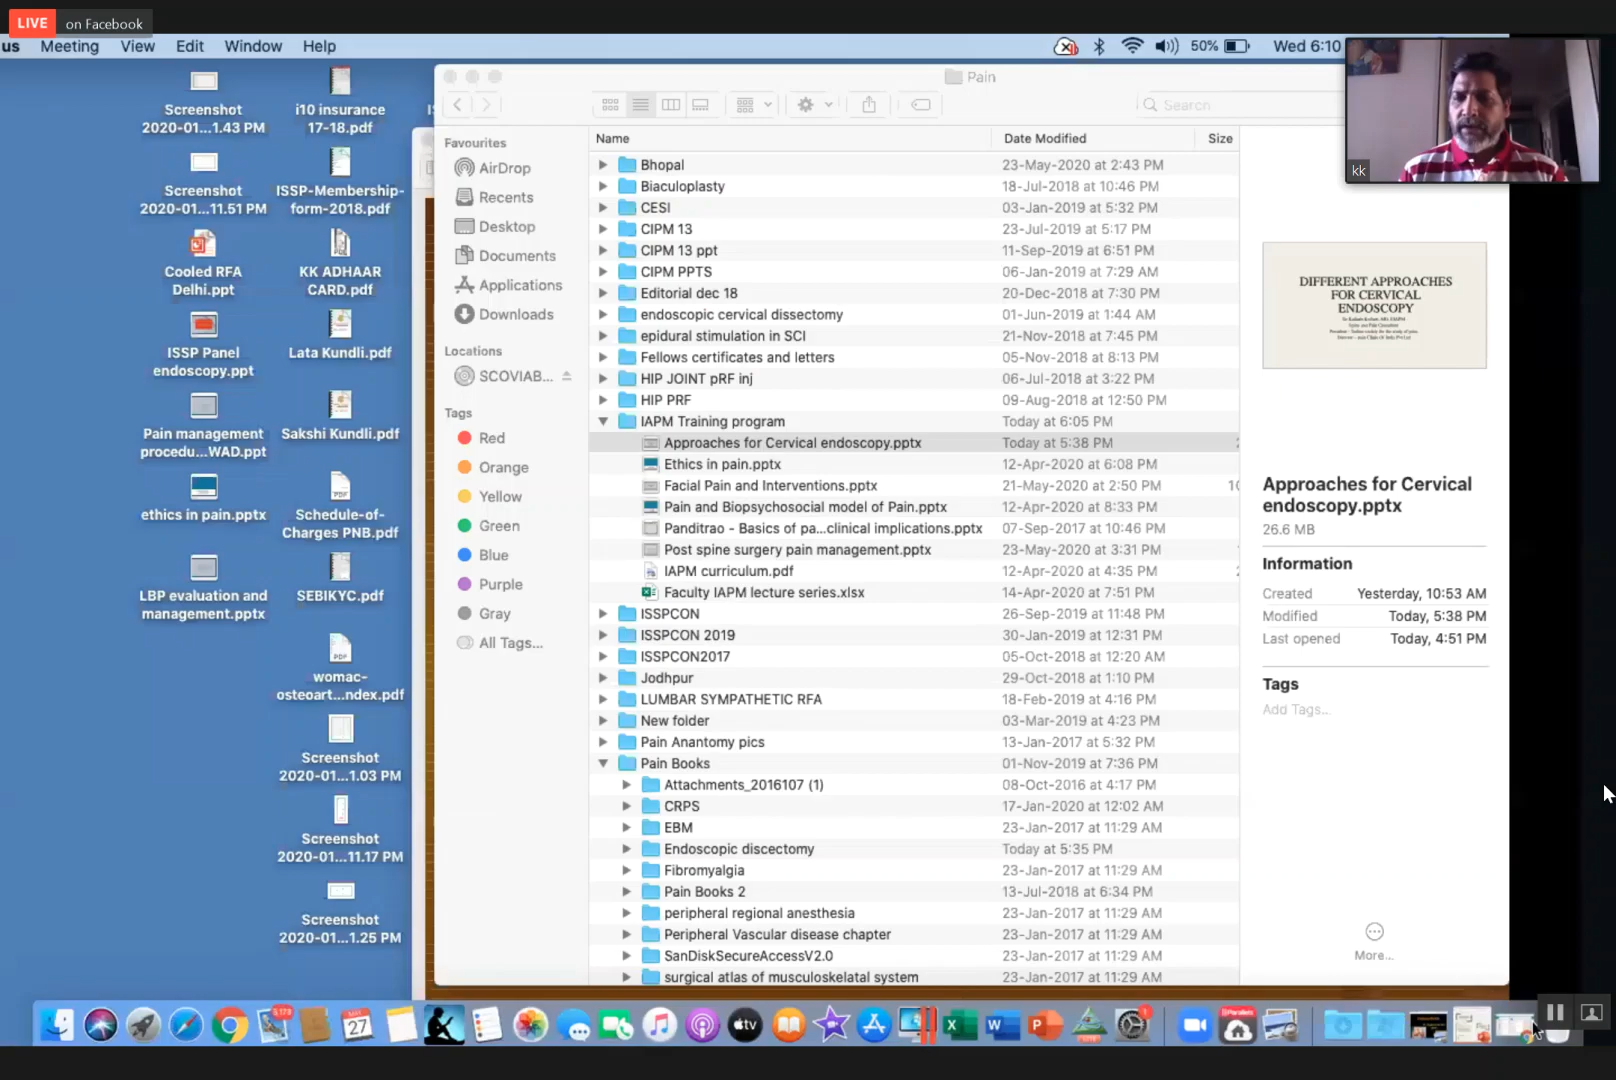 LIVE on Facebook
us Meeting View Edit Window Help 50% Wed 6:10
Screenshot
2020-01...1.43 PM
i10 insurance
17-18.pdf
Screenshot
2020-01...11.51 PM
ISSP-Membership-
form-2018.pdf
Cooled RFA
Delhi.ppt
KK ADHAAR
CARD.pdf
ISSP Panel
endoscopy.ppt
Lata Kundli.pdf
Pain management
procedu...WAD.ppt
Sakshi Kundli.pdf
ethics in pain.pptx
Schedule-of-
Charges PNB.pdf
LBP evaluation and
management.pptx
SEBIKYC.pdf
womac-
osteoart...ndex.pdf
Screenshot
2020-01...1.03 PM
Screenshot
2020-01...11.17 PM
Screenshot
2020-01...1.25 PM
Pain
Search
kk
Favourites
AirDrop
Recents
Desktop
Documents
Applications
Downloads
Locations
SCOVIAB...
Tags
Red
Orange
Yellow
Green
Blue
Purple
Gray
All Tags...
Name Date Modified Size
Bhopal 23-May-2020 at 2:43 PM
Biaculoplasty 18-Jul-2018 at 10:46 PM
CESI 03-Jan-2019 at 5:32 PM
CIPM 13 23-Jul-2019 at 5:17 PM
CIPM 13 ppt 11-Sep-2019 at 6:51 PM
CIPM PPTS 06-Jan-2019 at 7:29 AM
Editorial dec 18 20-Dec-2018 at 7:30 PM
endoscopic cervical dissectomy 01-Jun-2019 at 1:44 AM
epidural stimulation in SCI 21-Nov-2018 at 7:45 PM
Fellows certificates and letters 05-Nov-2018 at 8:13 PM
HIP JOINT pRF inj 06-Jul-2018 at 3:22 PM
HIP PRF 09-Aug-2018 at 12:50 PM
IAPM Training program Today at 6:05 PM
Approaches for Cervical endoscopy.pptx Today at 5:38 PM
Ethics in pain.pptx 12-Apr-2020 at 6:08 PM
Facial Pain and Interventions.pptx 21-May-2020 at 2:50 PM
Pain and Biopsychosocial model of Pain.pptx 12-Apr-2020 at 8:33 PM
Panditrao - Basics of pa...clinical implications.pptx 07-Sep-2017 at 10:46 PM
Post spine surgery pain management.pptx 23-May-2020 at 3:31 PM
IAPM curriculum.pdf 12-Apr-2020 at 4:35 PM
Faculty IAPM lecture series.xlsx 14-Apr-2020 at 7:51 PM
ISSPCON 26-Sep-2019 at 11:48 PM
ISSPCON 2019 30-Jan-2019 at 12:31 PM
ISSPCON2017 05-Oct-2018 at 12:20 AM
Jodhpur 29-Oct-2018 at 1:10 PM
LUMBAR SYMPATHETIC RFA 18-Feb-2019 at 4:16 PM
New folder 03-Mar-2019 at 4:23 PM
Pain Anantomy pics 13-Jan-2017 at 5:32 PM
Pain Books 01-Nov-2019 at 7:36 PM
Attachments_2016107 (1) 08-Oct-2016 at 4:17 PM
CRPS 17-Jan-2020 at 12:02 AM
EBM 23-Jan-2017 at 11:29 AM
Endoscopic discectomy Today at 5:35 PM
Fibromyalgia 23-Jan-2017 at 11:29 AM
Pain Books 2 13-Jul-2018 at 6:34 PM
peripheral regional anesthesia 23-Jan-2017 at 11:29 AM
Peripheral Vascular disease chapter 23-Jan-2017 at 11:29 AM
SanDiskSecureAccessV2.0 23-Jan-2017 at 11:29 AM
surgical atlas of musculoskelatal system 23-Jan-2017 at 11:29 AM
DIFFERENT APPROACHES
FOR CERVICAL
ENDOSCOPY
Approaches for Cervical
endoscopy.pptx
26.6 MB
Information
Created Yesterday, 10:53 AM
Modified Today, 5:38 PM
Last opened Today, 4:51 PM
Tags
Add Tags...
More...
27